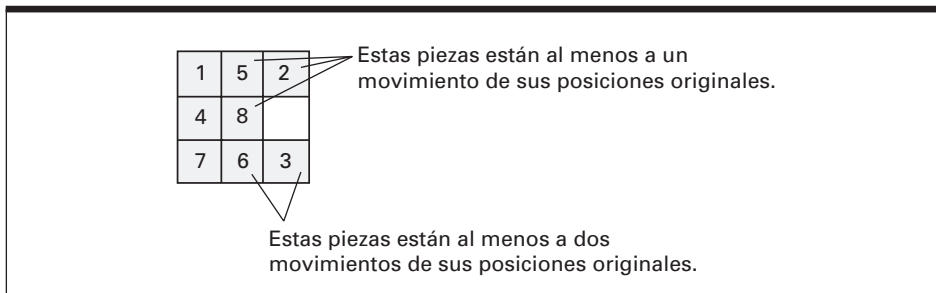 1 5 2
Estas piezas están al menos a un
movimiento de sus posiciones originales.
4 8
7 6 3
Estas piezas están al menos a dos
movimientos de sus posiciones originales.